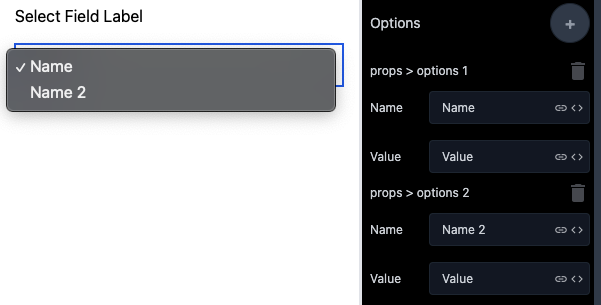 Select Field Label
✓ Name
Name 2
Options
+
props > options 1
Name
Name
Value
Value
props > options 2
Name
Name 2
Value
Value